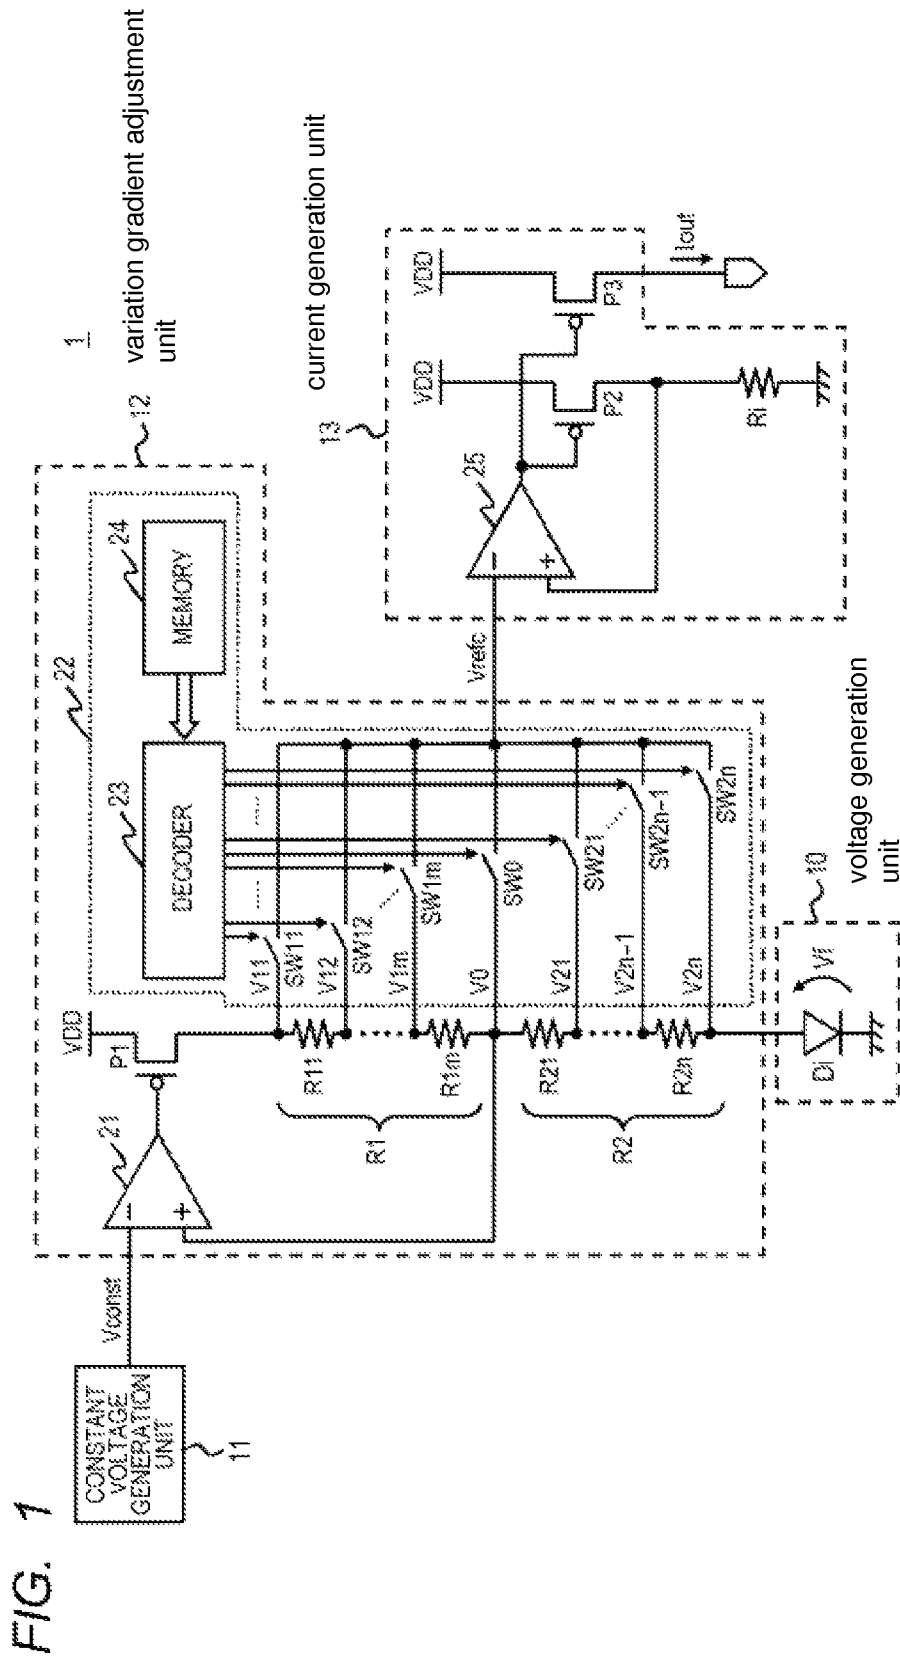 FIG. 1
1
CONSTANT
VOLTAGE
GENERATION
UNIT
11
Vconst
21
−
+
VDD
P1
R11
R1m
R1
R21
R2n
R2
12
variation gradient adjustment
unit
22
23
DECODER
24
MEMORY
V11
SW11
V12
SW12
V1m
SW1m
V0
SW0
V21
SW21
V2n−1
SW2n−1
V2n
SW2n
10
voltage generation
unit
Di
Vf
Vrefc
13
current generation unit
25
−
+
VDD
P2
VDD
P3
Iout
Ri